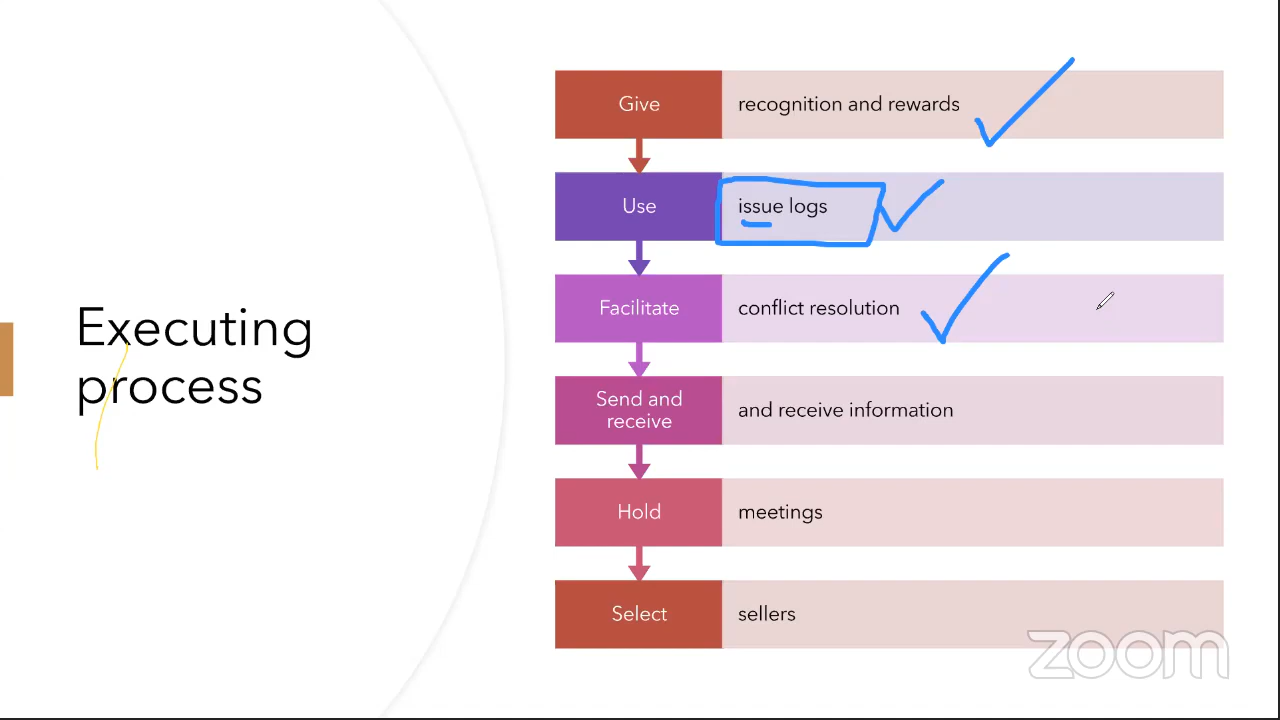 Executing
process
Give
recognition and rewards
Use
issue logs
Facilitate
conflict resolution
Send and
receive
and receive information
Hold
meetings
Select
sellers
zoom